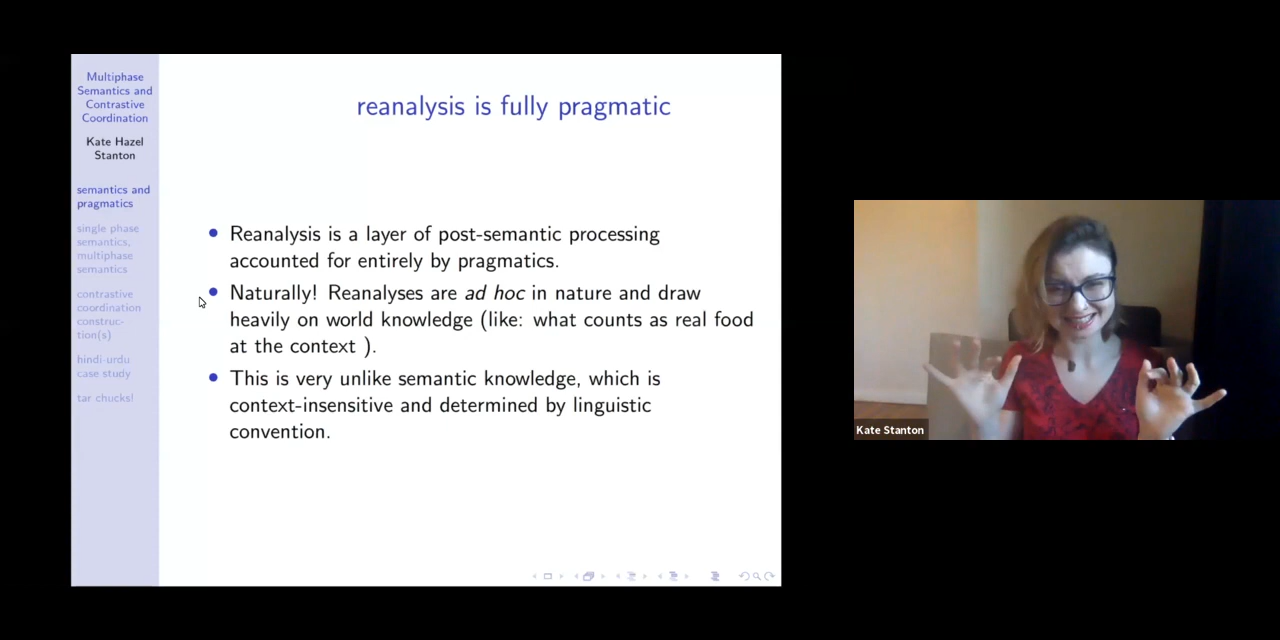 Multiphase
Semantics and
Contrastive
Coordination
Kate Hazel
Stanton
semantics and
pragmatics
single phase
semantics,
multiphase
semantics
contrastive
coordination
construc-
tion(s)
hindi-urdu
case study
tar chucks!
reanalysis is fully pragmatic
Reanalysis is a layer of post-semantic processing
accounted for entirely by pragmatics.
Naturally! Reanalyses are ad hoc in nature and draw
heavily on world knowledge (like: what counts as real food
at the context ).
This is very unlike semantic knowledge, which is
context-insensitive and determined by linguistic
convention.
Kate Stanton